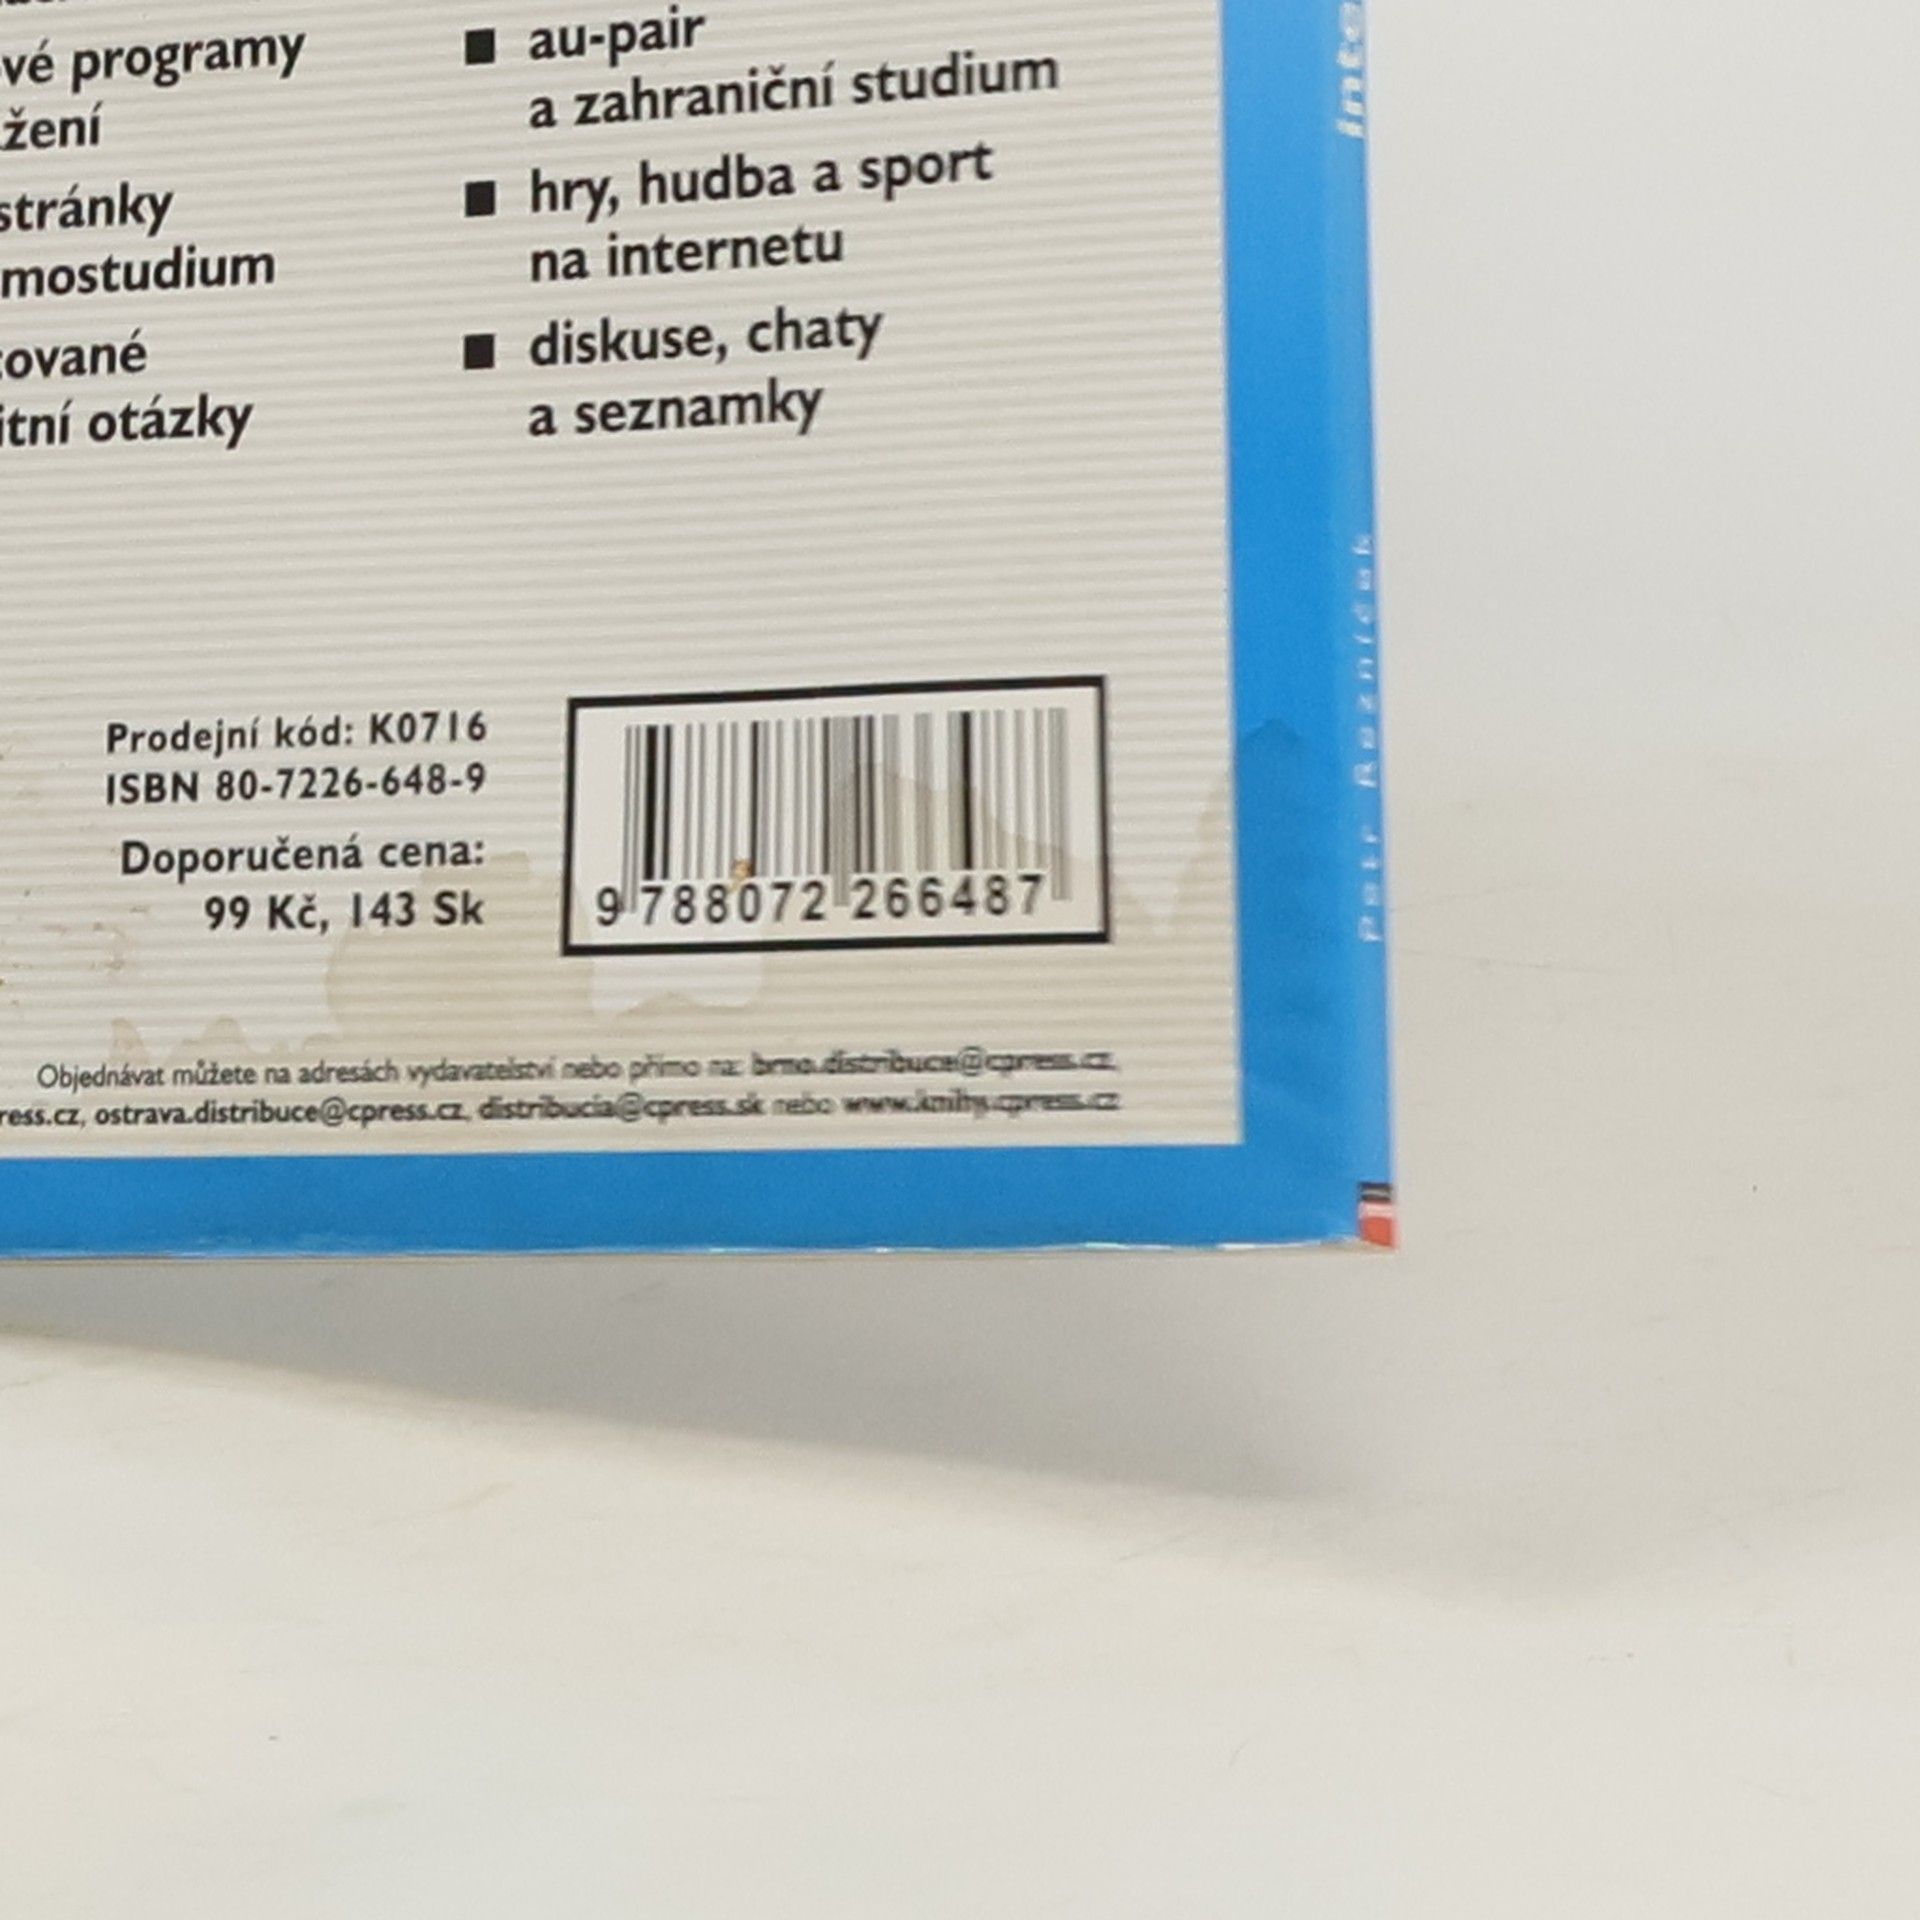 vé programy
žení
stránky
mostudium
ované
itní otázky
■ au-pair
a zahraniční studium
■ hry, hudba a sport
na internetu
■ diskuse, chaty
a seznamky
Prodejní kód: K0716
ISBN 80-7226-648-9
Doporučená cena:
99 Kč, 143 Sk
9 788072 266487
Objednávat můžete na adresách vydavatelství nebo přímo na: brno.distribuce@cpress.cz,
ress.cz, ostrava.distribuce@cpress.cz, distribucia@cpress.sk nebo www.knihy.cpress.cz
Inte
Petr Rezníček